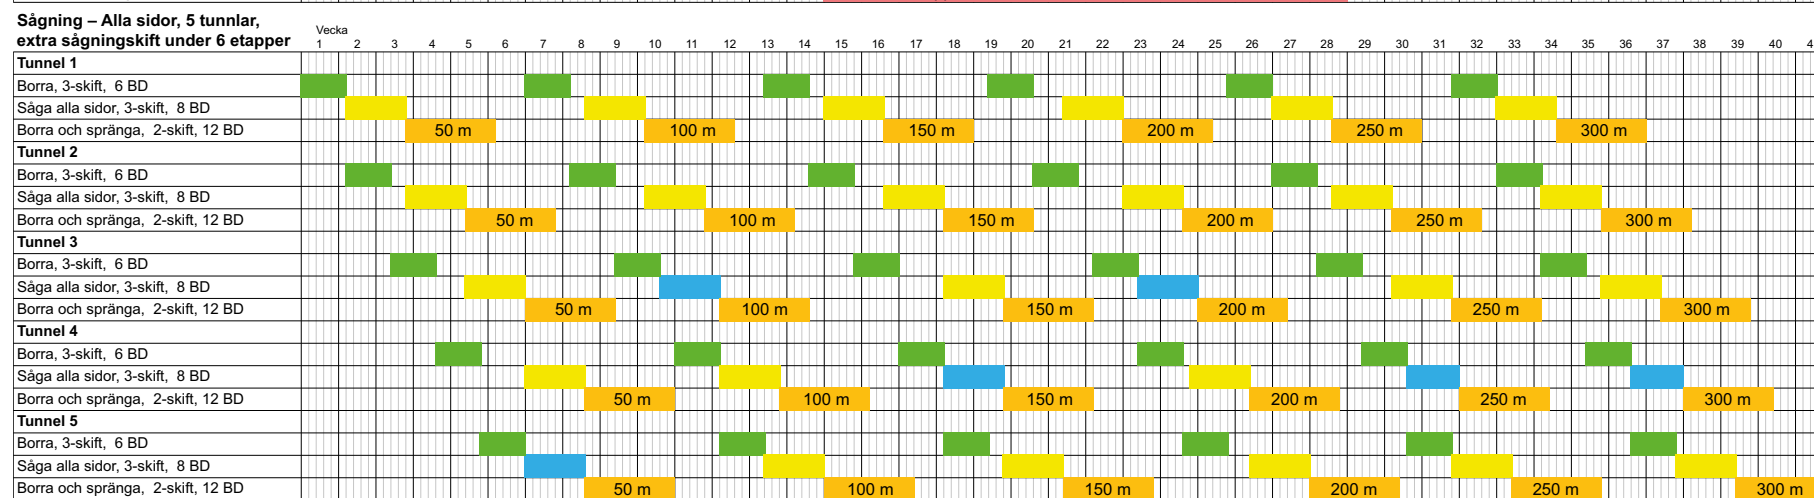 Sågning – Alla sidor, 5 tunnlar,
extra sågningskift under 6 etapper
Vecka
1 2 3 4 5 6 7 8 9 10 11 12 13 14 15 16 17 18 19 20 21 22 23 24 25 26 27 28 29 30 31 32 33 34 35 36 37 38 39 40 4
Tunnel 1
Borra, 3-skift, 6 BD
Såga alla sidor, 3-skift, 8 BD
Borra och spränga, 2-skift, 12 BD 50 m 100 m 150 m 200 m 250 m 300 m
Tunnel 2
Borra, 3-skift, 6 BD
Såga alla sidor, 3-skift, 8 BD
Borra och spränga, 2-skift, 12 BD 50 m 100 m 150 m 200 m 250 m 300 m
Tunnel 3
Borra, 3-skift, 6 BD
Såga alla sidor, 3-skift, 8 BD
Borra och spränga, 2-skift, 12 BD 50 m 100 m 150 m 200 m 250 m 300 m
Tunnel 4
Borra, 3-skift, 6 BD
Såga alla sidor, 3-skift, 8 BD
Borra och spränga, 2-skift, 12 BD 50 m 100 m 150 m 200 m 250 m 300 m
Tunnel 5
Borra, 3-skift, 6 BD
Såga alla sidor, 3-skift, 8 BD
Borra och spränga, 2-skift, 12 BD 50 m 100 m 150 m 200 m 250 m 300 m